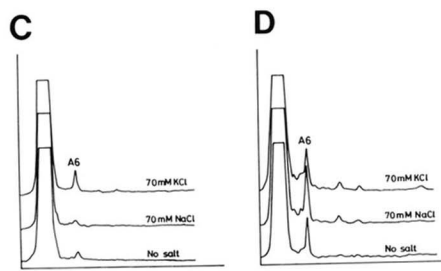 C
A6
70mM KCl
70mM NaCl
No salt
D
A6
70mM KCl
70mM NaCl
No salt